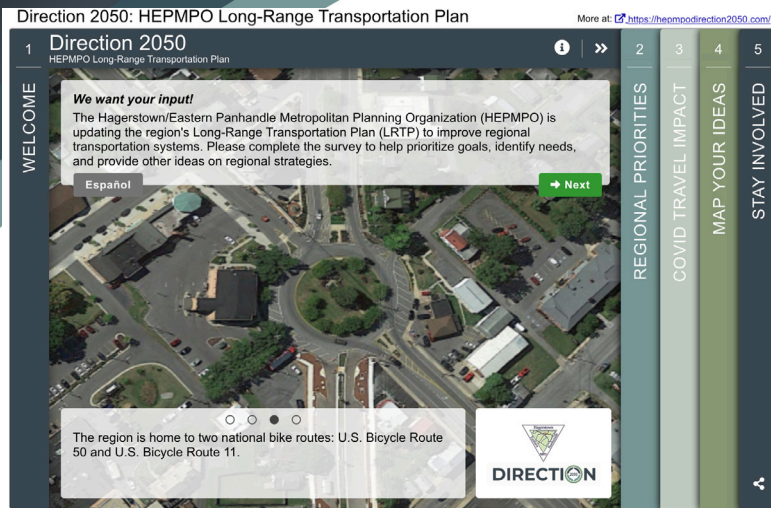 Direction 2050: HEPMPO Long-Range Transportation Plan
More at: https://hepmpodirection2050.com/
1
Direction 2050
HEPMPO Long-Range Transportation Plan
WELCOME
We want your input!
The Hagerstown/Eastern Panhandle Metropolitan Planning Organization (HEPMPO) is
updating the region's Long-Range Transportation Plan (LRTP) to improve regional
transportation systems. Please complete the survey to help prioritize goals, identify needs,
and provide other ideas on regional strategies.
Español
Next
The region is home to two national bike routes: U.S. Bicycle Route
50 and U.S. Bicycle Route 11.
DIRECTION
2
REGIONAL PRIORITIES
3
COVID TRAVEL IMPACT
4
MAP YOUR IDEAS
5
STAY INVOLVED